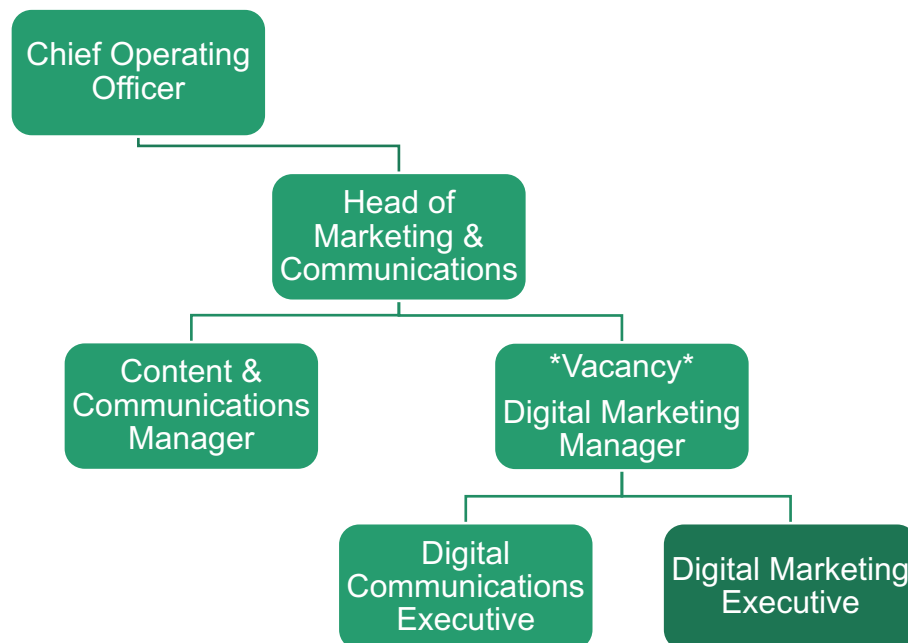 Chief Operating
Officer
Head of
Marketing &
Communications
Content &
Communications
Manager
*Vacancy*
Digital Marketing
Manager
Digital
Communications
Executive
Digital Marketing
Executive